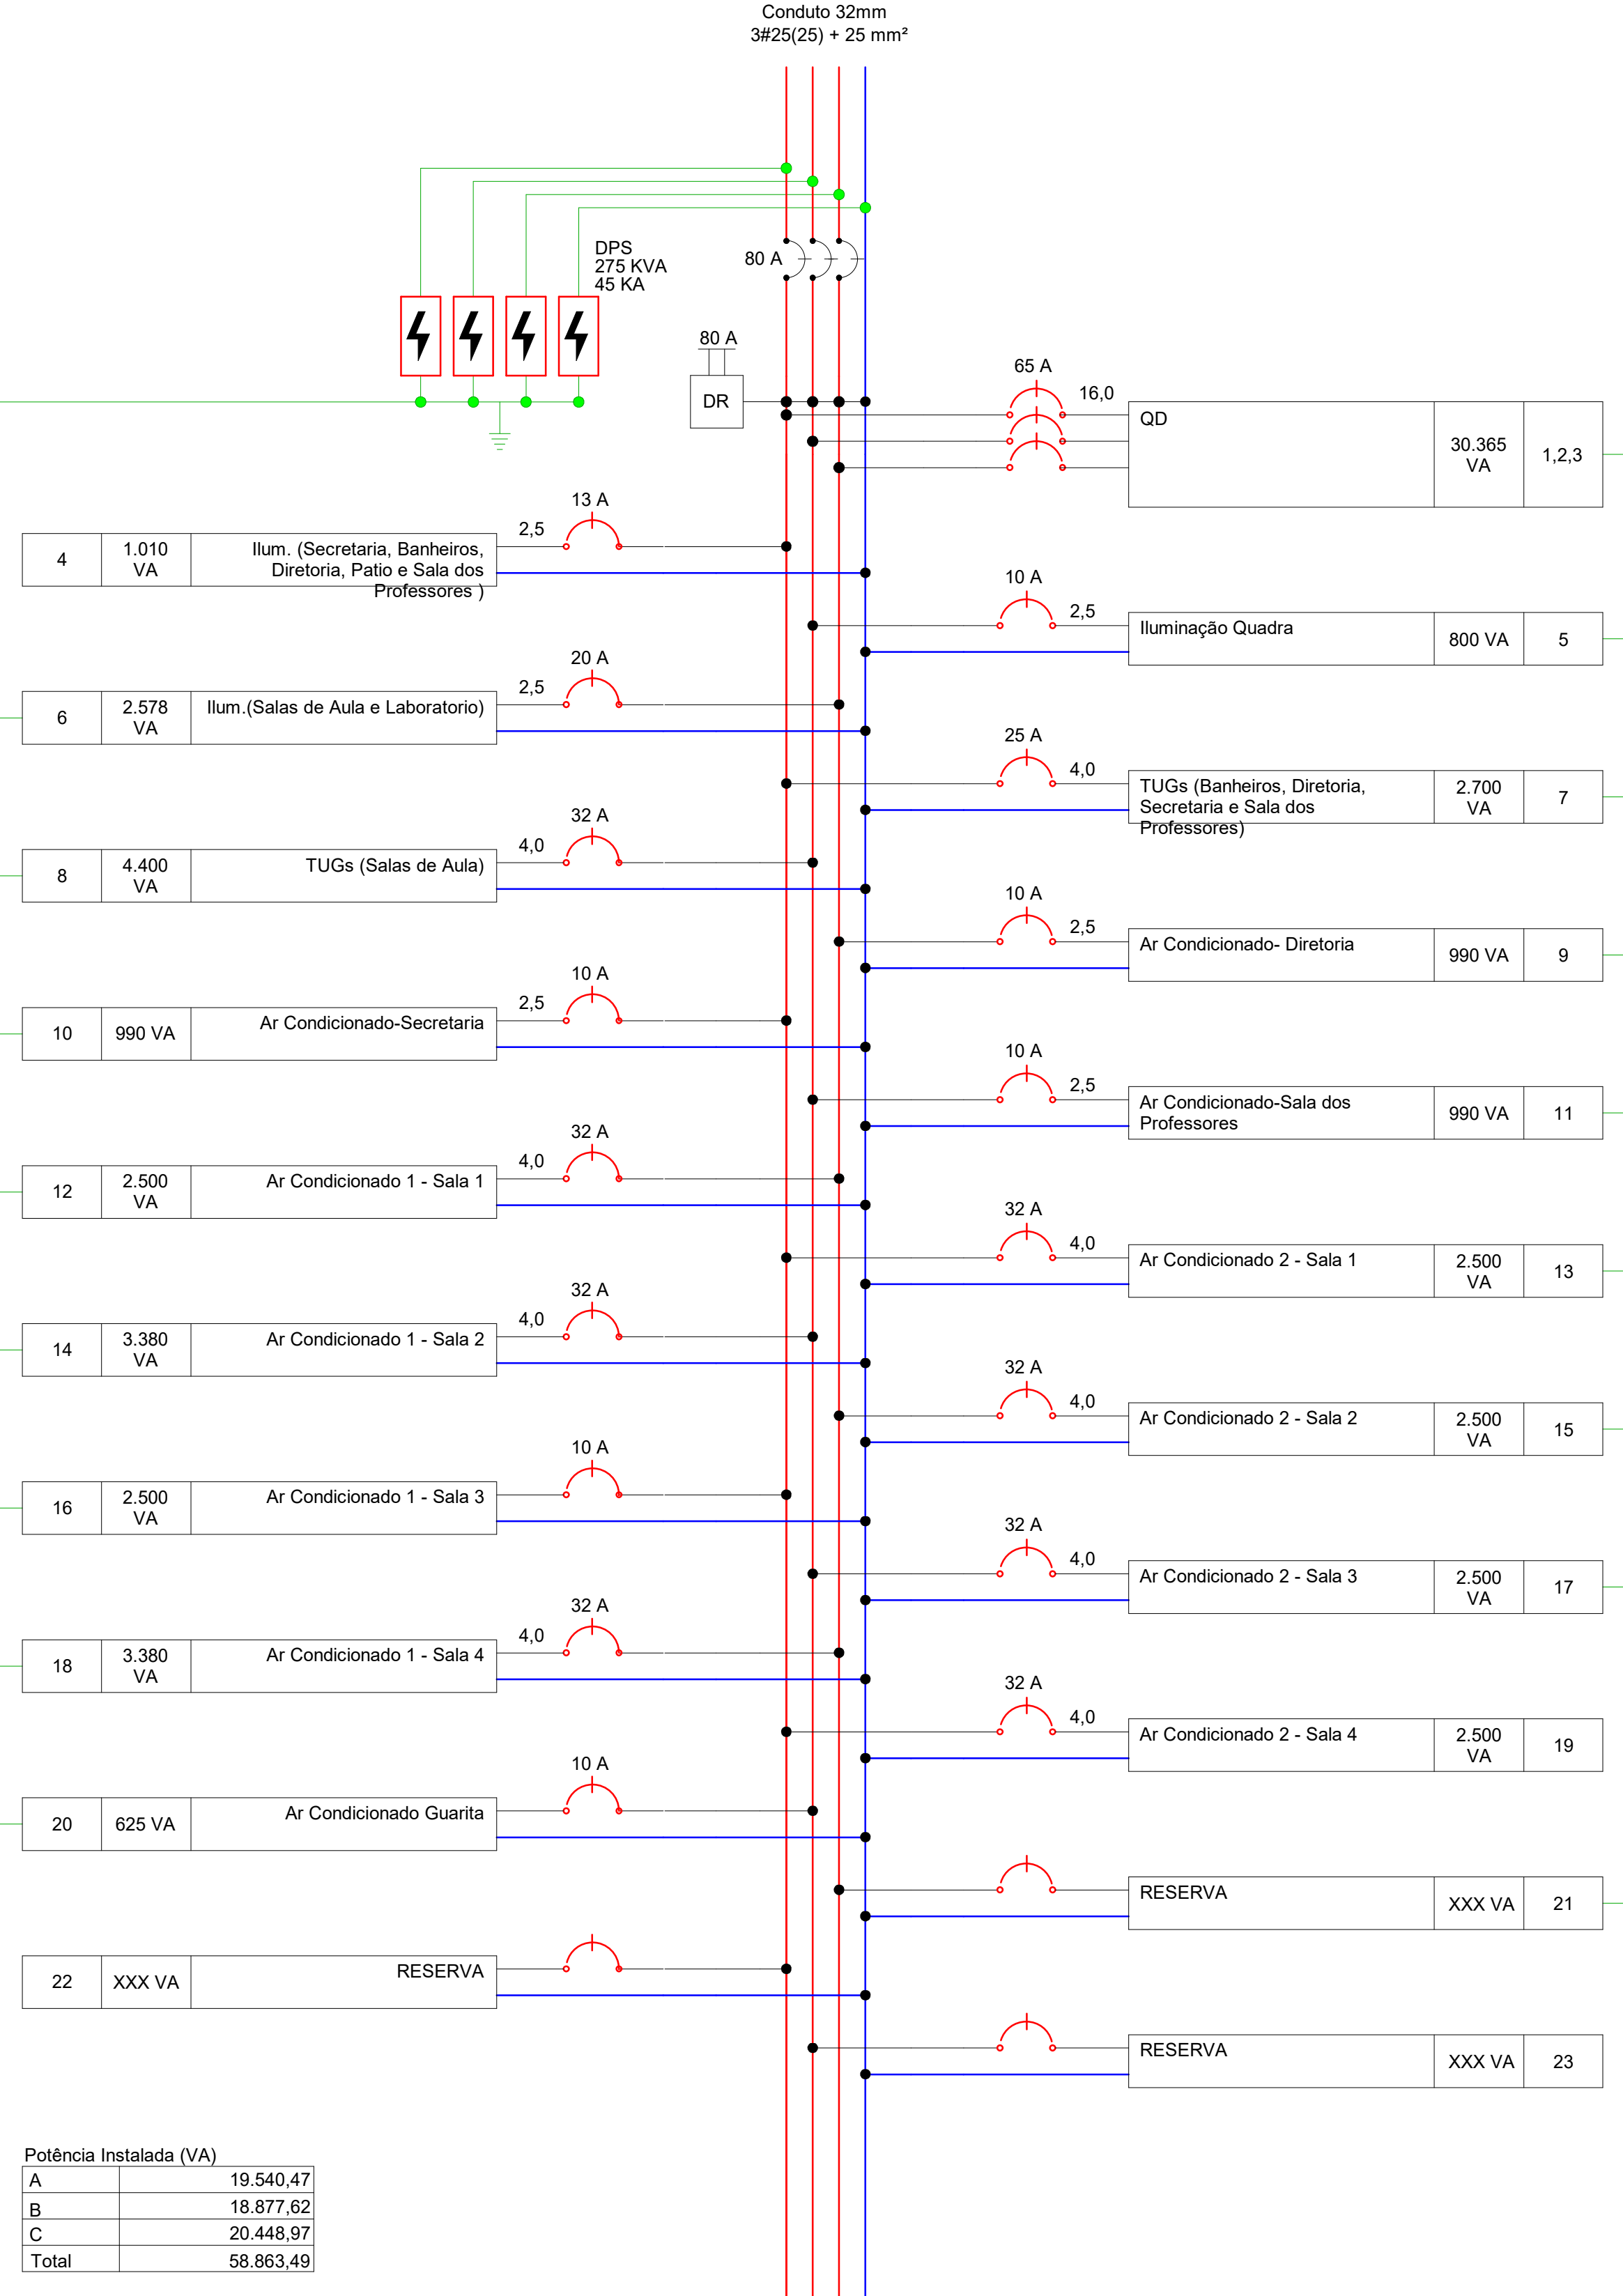 Conduto 32mm
3#25(25) + 25 mm²
DPS
275 KVA
45 KA
80 A
80 A
DR
65 A
16,0
QD
30.365
VA
1,2,3
13 A
2,5
4
1.010
VA
Ilum. (Secretaria, Banheiros,
Diretoria, Patio e Sala dos
Professores )
10 A
2,5
Iluminação Quadra
800 VA
5
20 A
2,5
6
2.578
VA
Ilum.(Salas de Aula e Laboratorio)
25 A
4,0
TUGs (Banheiros, Diretoria,
Secretaria e Sala dos
Professores)
2.700
VA
7
32 A
4,0
8
4.400
VA
TUGs (Salas de Aula)
10 A
2,5
Ar Condicionado- Diretoria
990 VA
9
10 A
2,5
10
990 VA
Ar Condicionado-Secretaria
10 A
2,5
Ar Condicionado-Sala dos
Professores
990 VA
11
32 A
4,0
12
2.500
VA
Ar Condicionado 1 - Sala 1
32 A
4,0
Ar Condicionado 2 - Sala 1
2.500
VA
13
32 A
4,0
14
3.380
VA
Ar Condicionado 1 - Sala 2
32 A
4,0
Ar Condicionado 2 - Sala 2
2.500
VA
15
10 A
16
2.500
VA
Ar Condicionado 1 - Sala 3
32 A
4,0
Ar Condicionado 2 - Sala 3
2.500
VA
17
32 A
4,0
18
3.380
VA
Ar Condicionado 1 - Sala 4
32 A
4,0
Ar Condicionado 2 - Sala 4
2.500
VA
19
10 A
20
625 VA
Ar Condicionado Guarita
RESERVA
XXX VA
21
22
XXX VA
RESERVA
RESERVA
XXX VA
23
Potência Instalada (VA)
A 19.540,47
B 18.877,62
C 20.448,97
Total 58.863,49